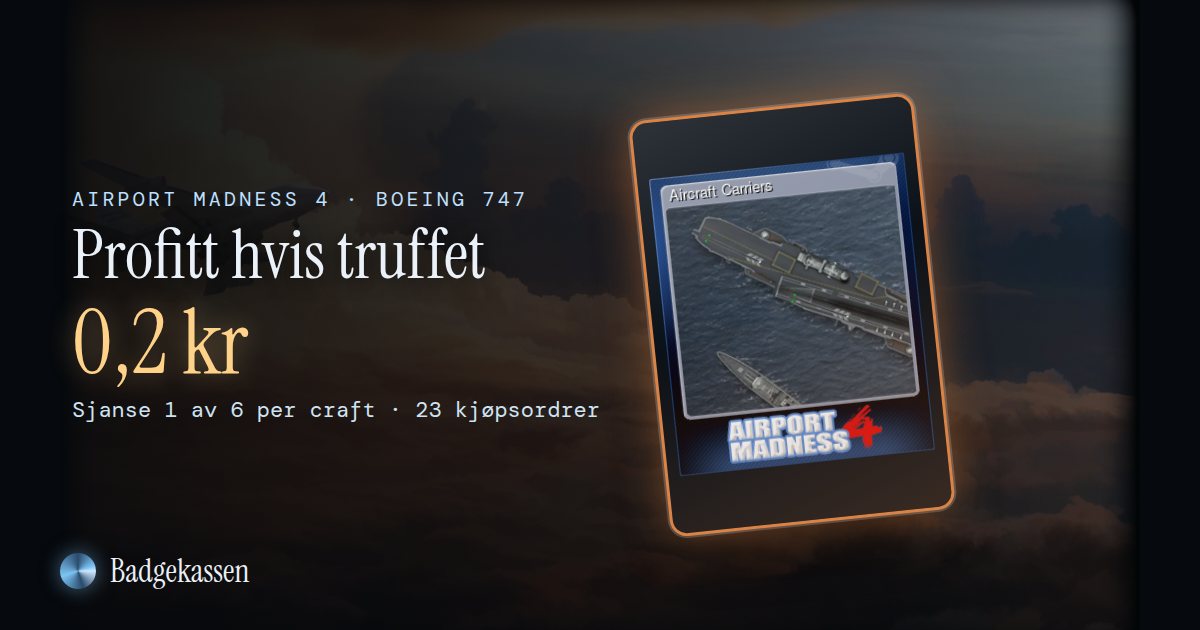 AIRPORT MADNESS 4 · BOEING 747
Profitt hvis truffet
0,2 kr
Sjanse 1 av 6 per craft · 23 kjøpsordrer
Badgekassen
Aircraft Carriers
AIRPORT
MADNESS 4